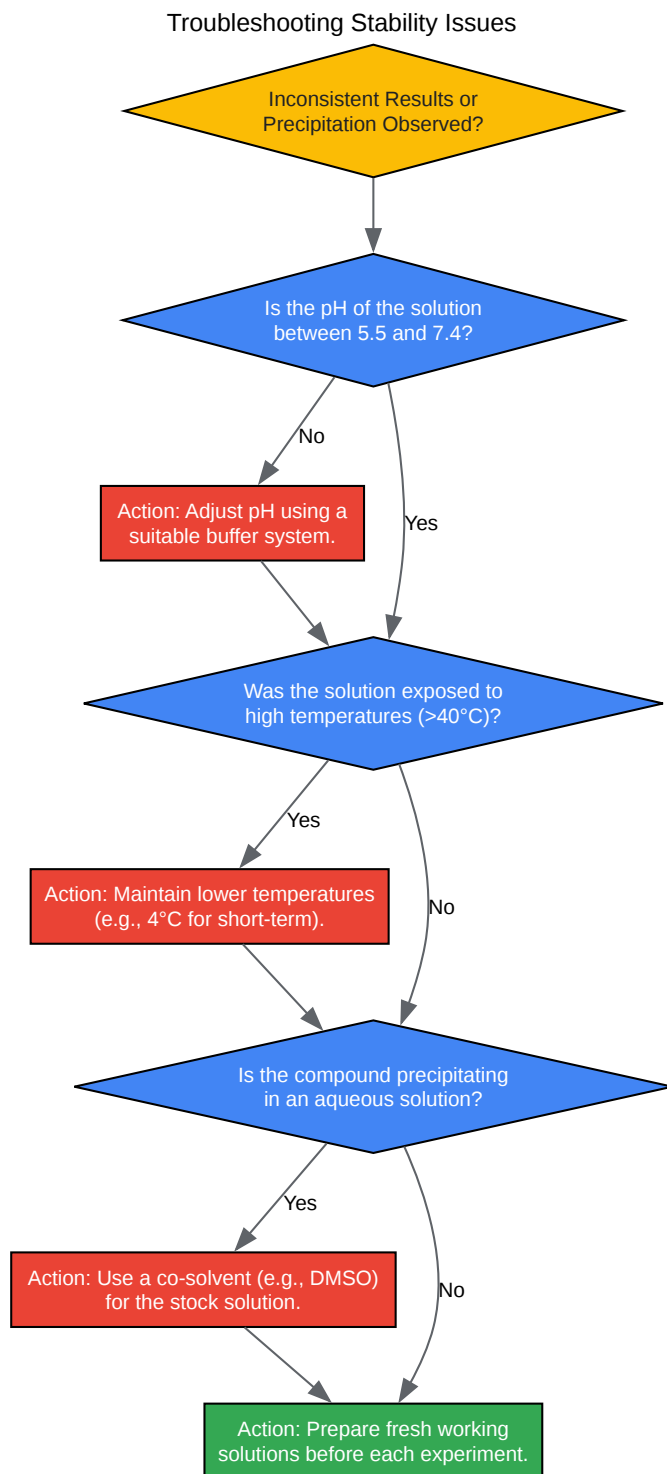 Troubleshooting Stability Issues
Inconsistent Results or
Precipitation Observed?
Is the pH of the solution
between 5.5 and 7.4?
No
Action: Adjust pH using a
suitable buffer system.
Yes
Was the solution exposed to
high temperatures (>40°C)?
Yes
Action: Maintain lower temperatures
(e.g., 4°C for short-term).
No
Is the compound precipitating
in an aqueous solution?
Yes
Action: Use a co-solvent (e.g., DMSO)
for the stock solution.
No
Action: Prepare fresh working
solutions before each experiment.